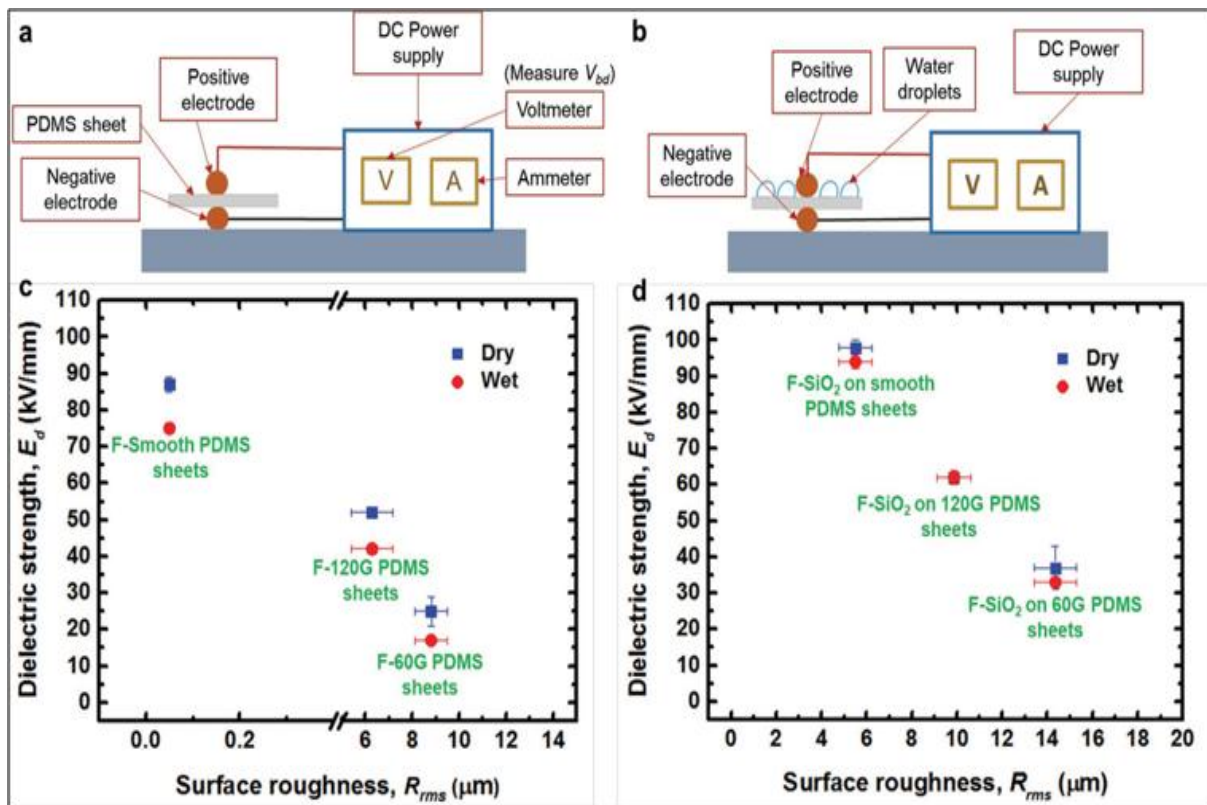 a
DC Power
supply
Positive
electrode
(Measure V_bd)
Voltmeter
PDMS sheet
Negative
electrode
V
A
Ammeter
b
Positive
electrode
Water
droplets
DC Power
supply
Negative
electrode
V
A
c
Dielectric strength, E_d (kV/mm)
110
100
90
80
70
60
50
40
30
20
10
0
Dry
Wet
F-Smooth PDMS
sheets
F-120G PDMS
sheets
F-60G PDMS
sheets
0.0 0.2 6 8 10 12 14
Surface roughness, R_rms (μm)
d
Dielectric strength, E_d (kV/mm)
110
100
90
80
70
60
50
40
30
20
10
0
Dry
Wet
F-SiO₂ on smooth
PDMS sheets
F-SiO₂ on 120G PDMS
sheets
F-SiO₂ on 60G PDMS
sheets
0 2 4 6 8 10 12 14 16 18 20
Surface roughness, R_rms (μm)